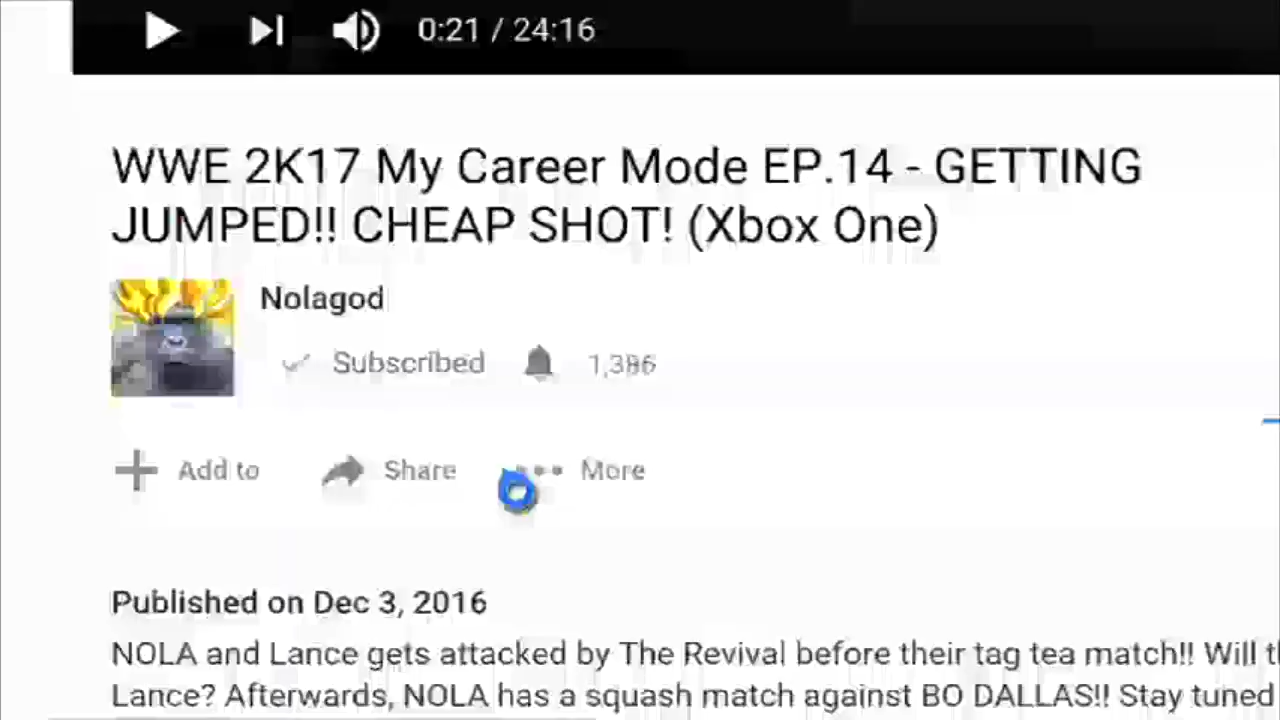 0:21 / 24:16
WWE 2K17 My Career Mode EP.14 - GETTING
JUMPED!! CHEAP SHOT! (Xbox One)
Nolagod
Subscribed 1,386
Add to Share More
Published on Dec 3, 2016
NOLA and Lance gets attacked by The Revival before their tag tea match!! Will
Lance? Afterwards, NOLA has a squash match against BO DALLAS!! Stay tuned